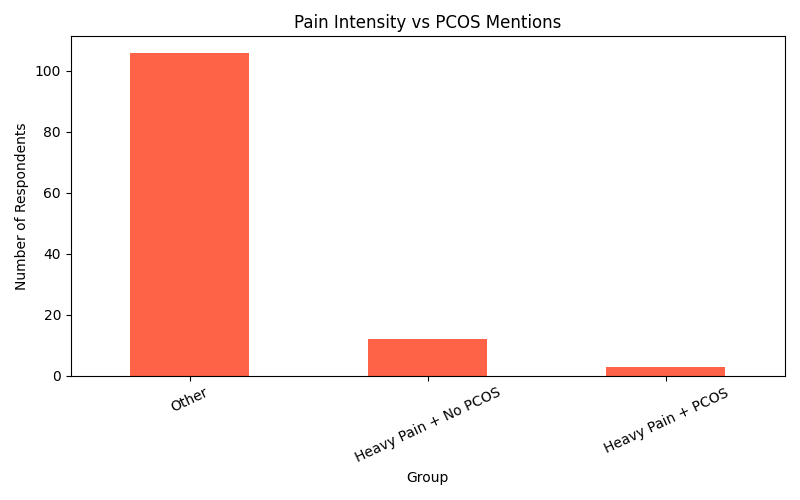 Pain Intensity vs PCOS Mentions
Number of Respondents
100
80
60
40
20
0
Other
Heavy Pain + No PCOS
Heavy Pain + PCOS
Group